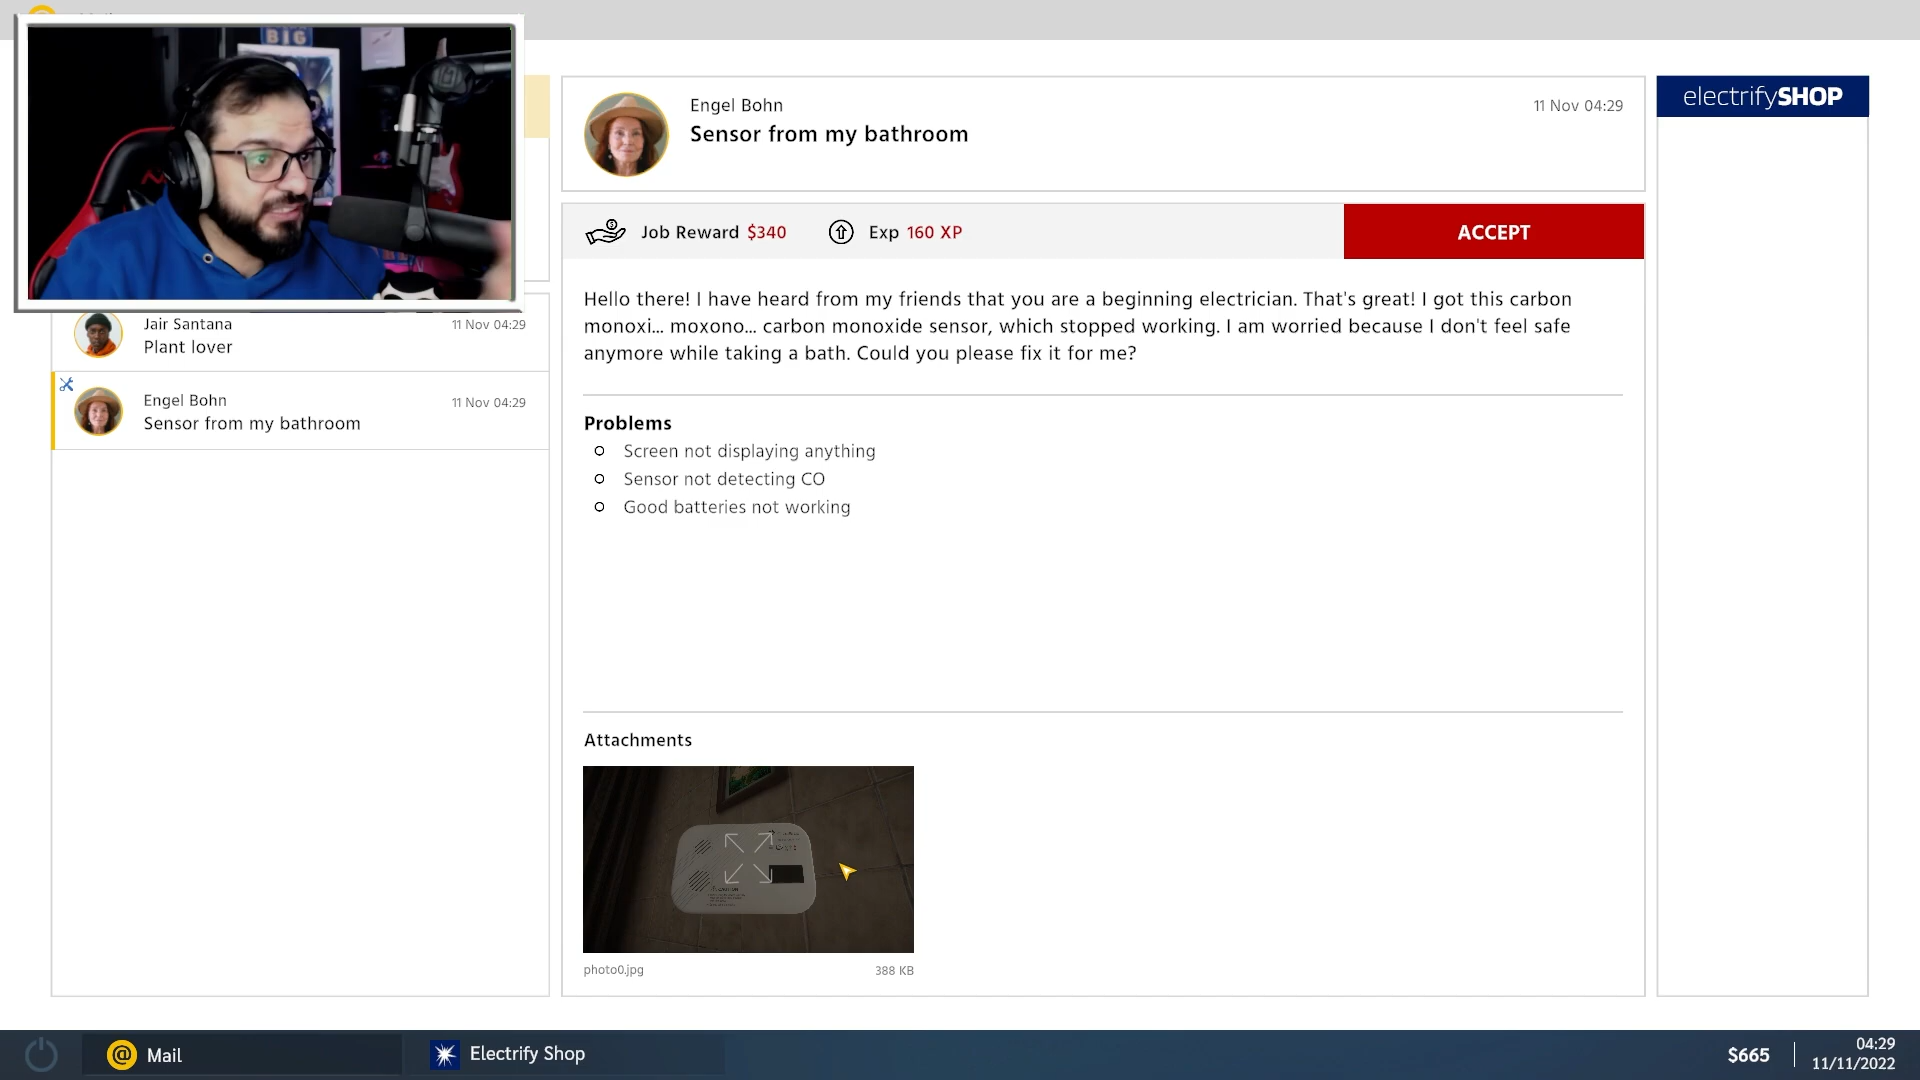 BIG
Engel Bohn
11 Nov 04:29
Sensor from my bathroom
electrifySHOP
Job Reward $340
Exp 160 XP
ACCEPT
Hello there! I have heard from my friends that you are a beginning electrician. That's great! I got this carbon
monoxi... moxono... carbon monoxide sensor, which stopped working. I am worried because I don't feel safe
anymore while taking a bath. Could you please fix it for me?
Jair Santana
11 Nov 04:29
Plant lover
Engel Bohn
11 Nov 04:29
Sensor from my bathroom
Problems
Screen not displaying anything
Sensor not detecting CO
Good batteries not working
Attachments
photo0.jpg
388 KB
Mail
Electrify Shop
$665
04:29
11/11/2022